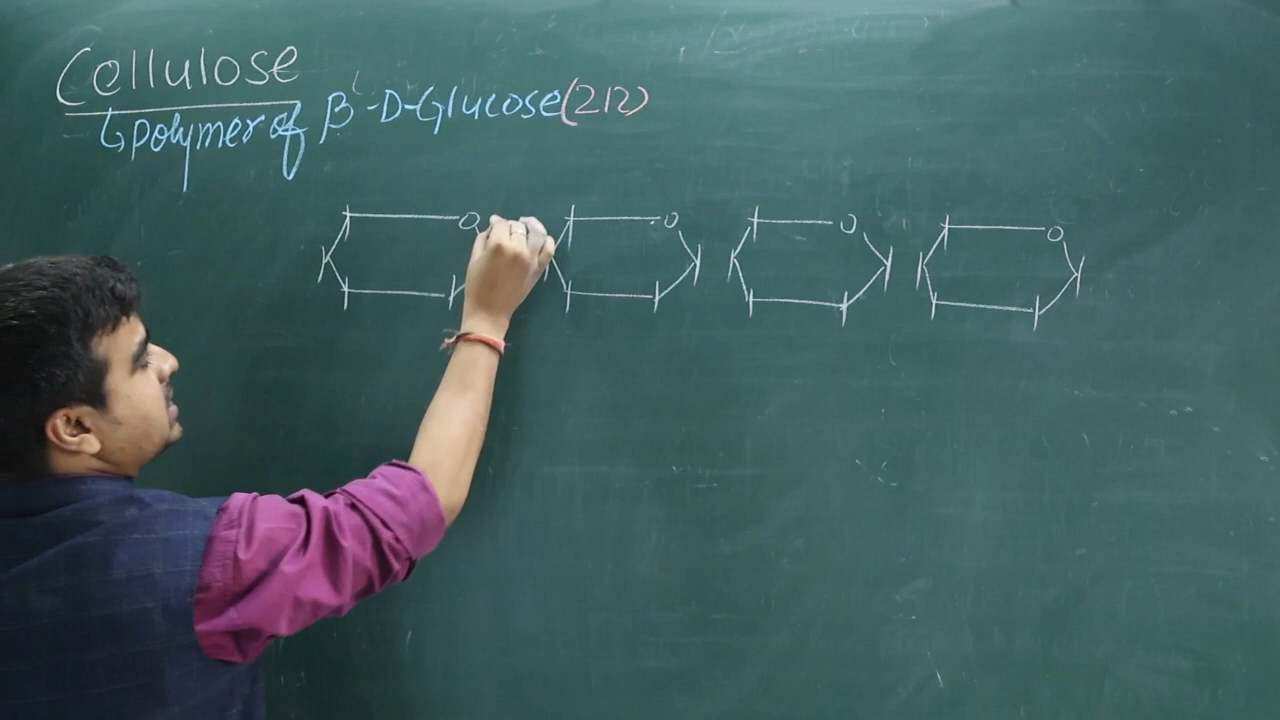 Cellulose
↳ polymer of β-D-Glucose (212)
O O O O